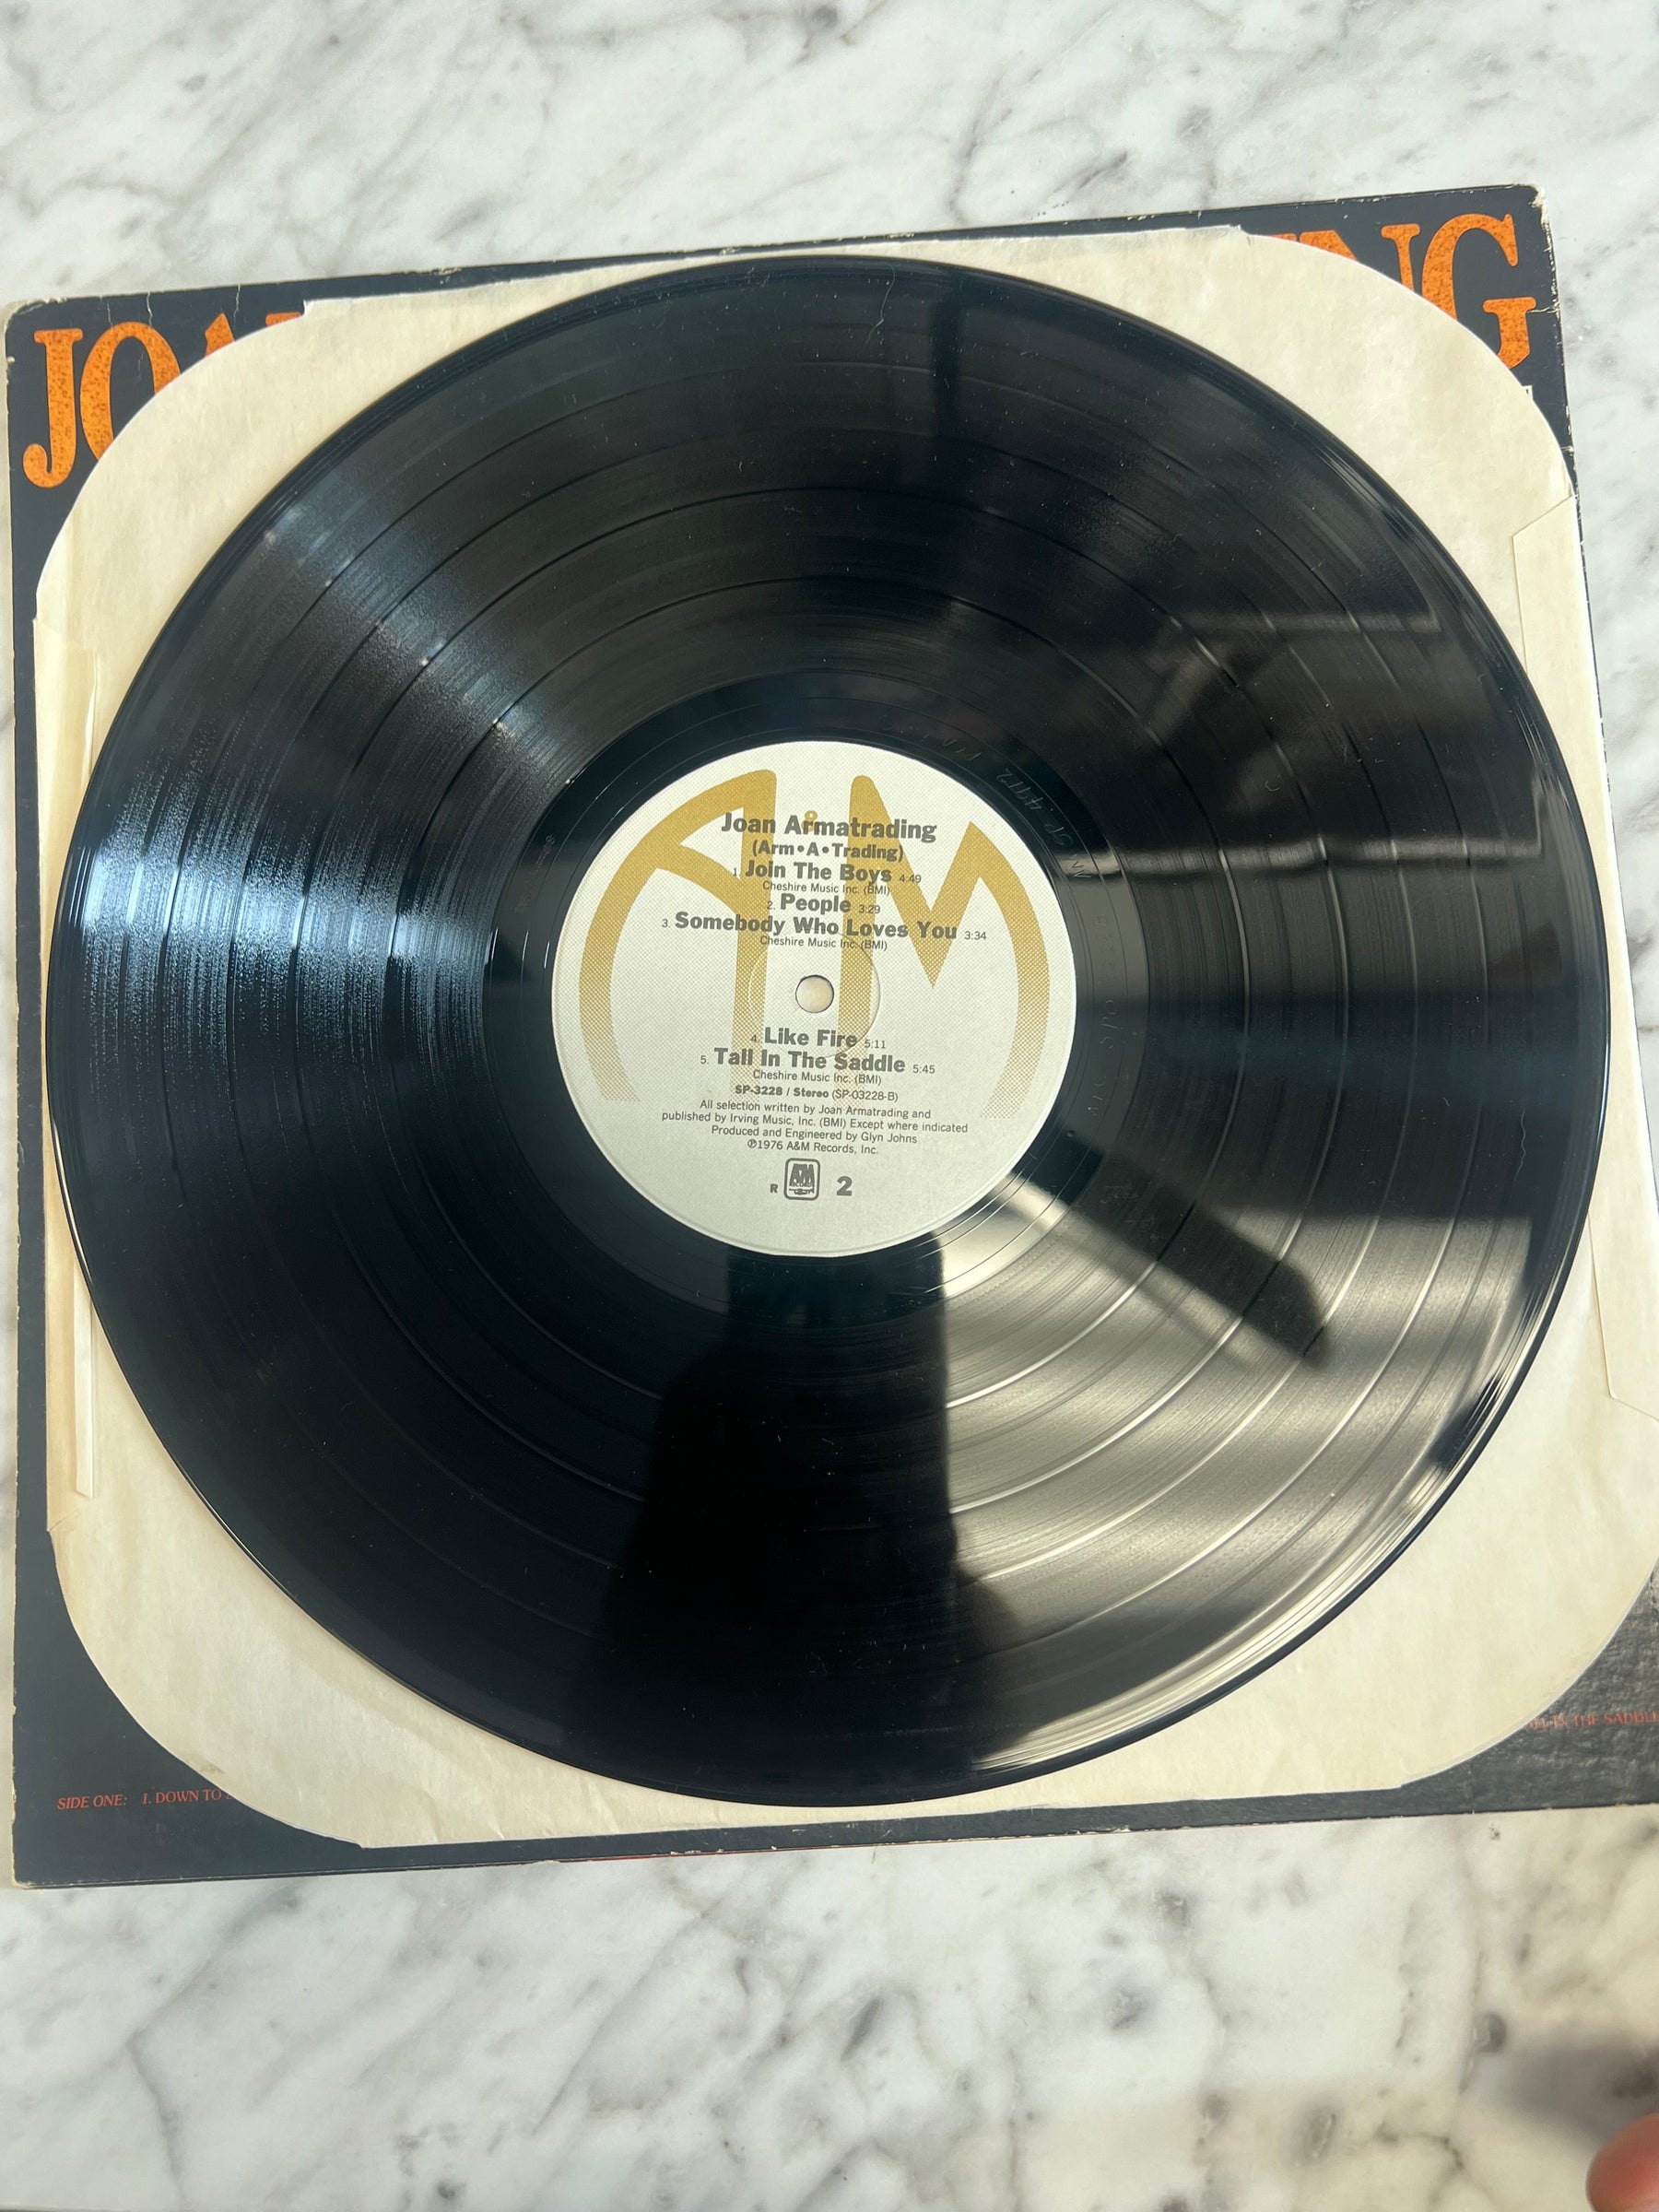 A&M
Joan Armatrading
(Arm•A•Trading)
1. Join The Boys 4:49
Cheshire Music Inc. (BMI)
2. People 3:29
3. Somebody Who Loves You 3:34
Cheshire Music Inc. (BMI)
4. Like Fire 5:11
5. Tall In The Saddle 5:45
Cheshire Music Inc. (BMI)
SP-3228 / Stereo (SP-03228-B)
All selection written by Joan Armatrading and
published by Irving Music, Inc. (BMI) Except where indicated
Produced and Engineered by Glyn Johns
℗1976 A&M Records, Inc.
R 2
SIDE ONE: 1. DOWN TO
IN THE SADDLE